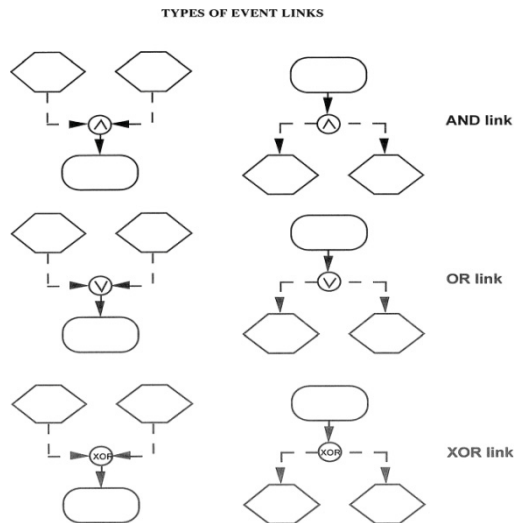 TYPES OF EVENT LINKS
∧
∧
AND link
∨
∨
OR link
XOR
XOR
XOR link